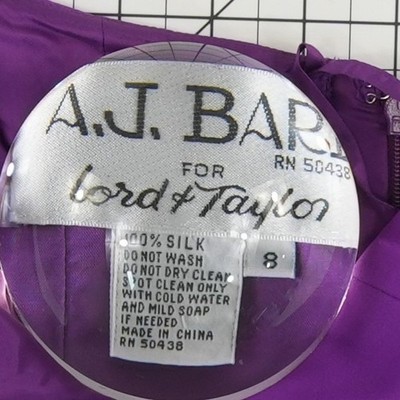 A.J. BARI
FOR
RN 50438
Lord & Taylor
100% SILK
DO NOT WASH
DO NOT DRY CLEAN
SPOT CLEAN ONLY
WITH COLD WATER
AND MILD SOAP
IF NEEDED
MADE IN CHINA
RN 50438
8